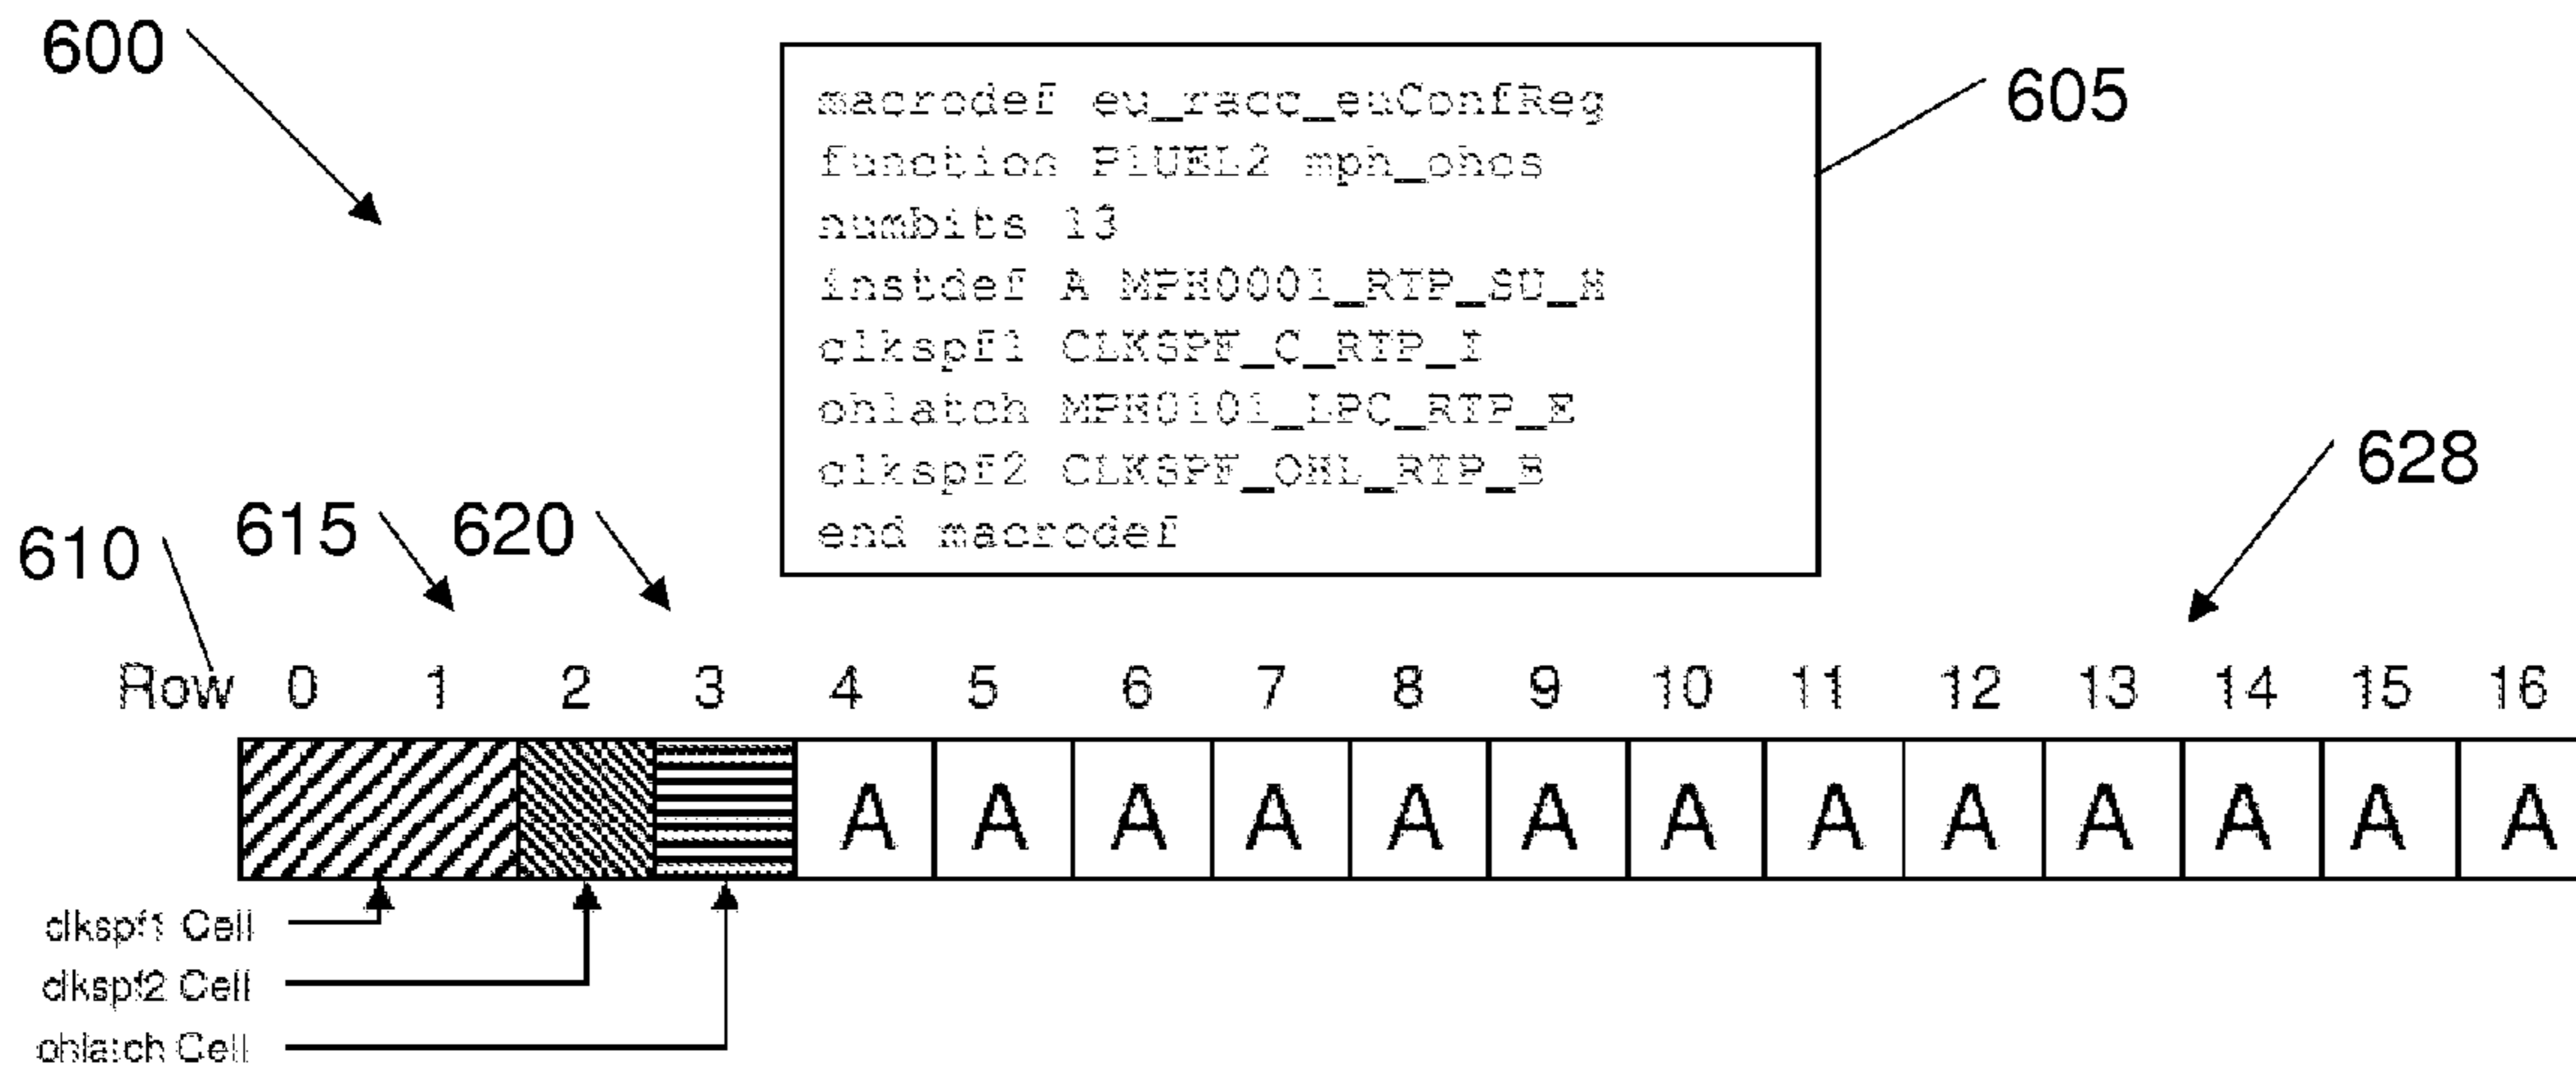 600
macrodef eu_racc_euConfReg
function P1UEL2 mph_ohcs
numbits 13
instdef A MPH0001_RTP_SU_H
clkspf1 CLKSPF_C_RTP_I
ohlatch MPH0101_LPC_RTP_E
clkspf2 CLKSPF_OHL_RTP_B
end macrodef
605
628
610 615 620
Row 0 1 2 3 4 5 6 7 8 9 10 11 12 13 14 15 16
A A A A A A A A A A A A A
clkspf1 Cell
clkspf2 Cell
ohlatch Cell